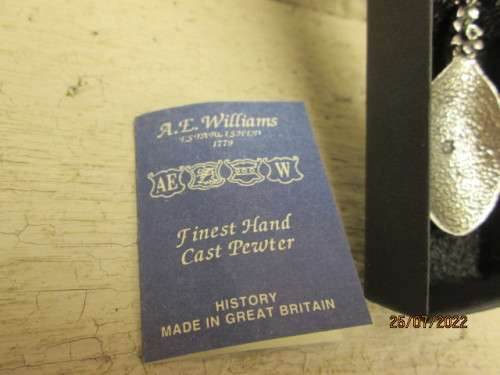 A.E. Williams
ESTABLISHED
1779
AE W
Finest Hand
Cast Pewter
HISTORY
MADE IN GREAT BRITAIN
25/07/2022